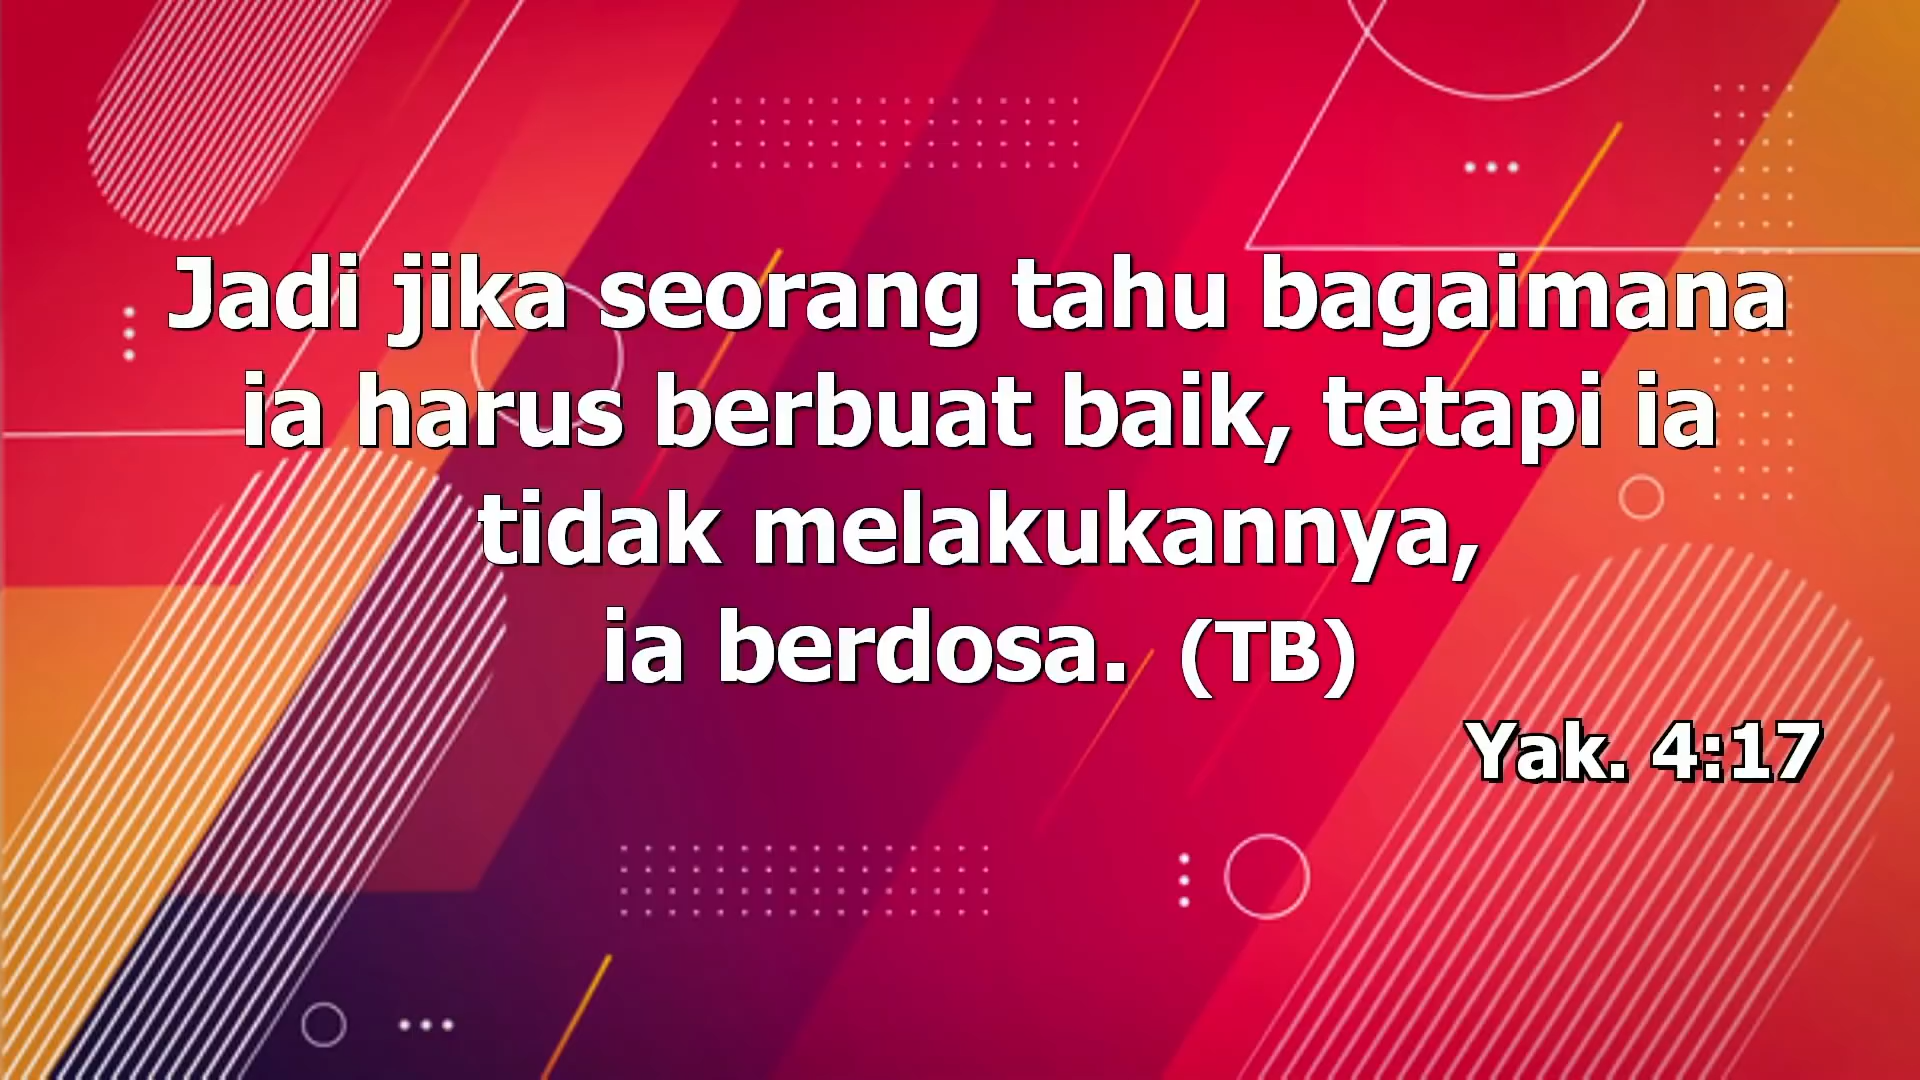 Jadi jika seorang tahu bagaimana
ia harus berbuat baik, tetapi ia
tidak melakukannya,
ia berdosa. (TB)
Yak. 4:17